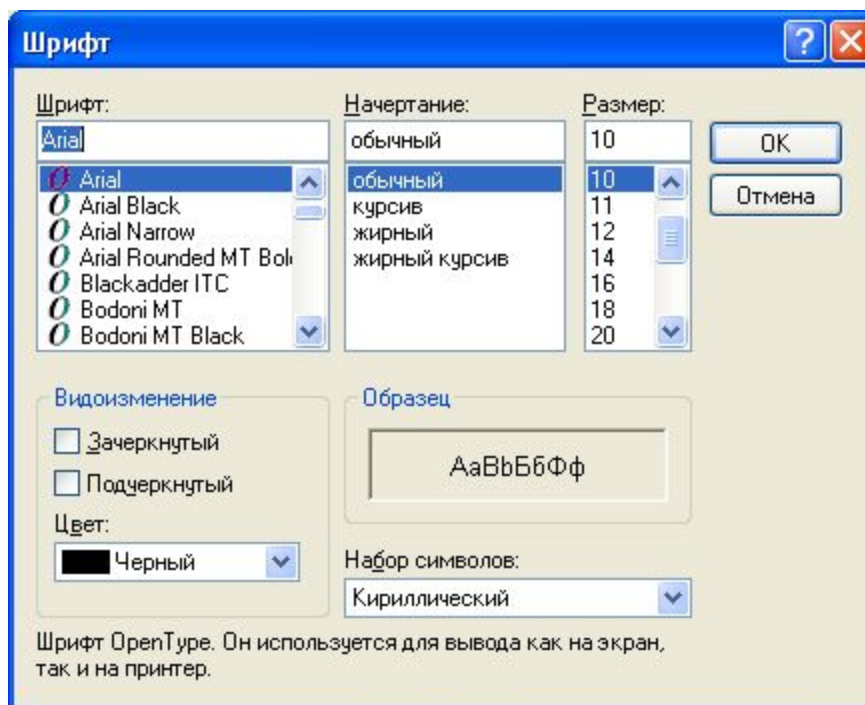 Шрифт
Шрифт:
Arial
Arial
Arial Black
Arial Narrow
Arial Rounded MT Bol
Blackadder ITC
Bodoni MT
Bodoni MT Black
Начертание:
обычный
обычный
курсив
жирный
жирный курсив
Размер:
10
10
11
12
14
16
18
20
OK
Отмена
Видоизменение
Зачеркнутый
Подчеркнутый
Цвет:
Черный
Образец
АаBbБбФф
Набор символов:
Кириллический
Шрифт OpenType. Он используется для вывода как на экран,
так и на принтер.